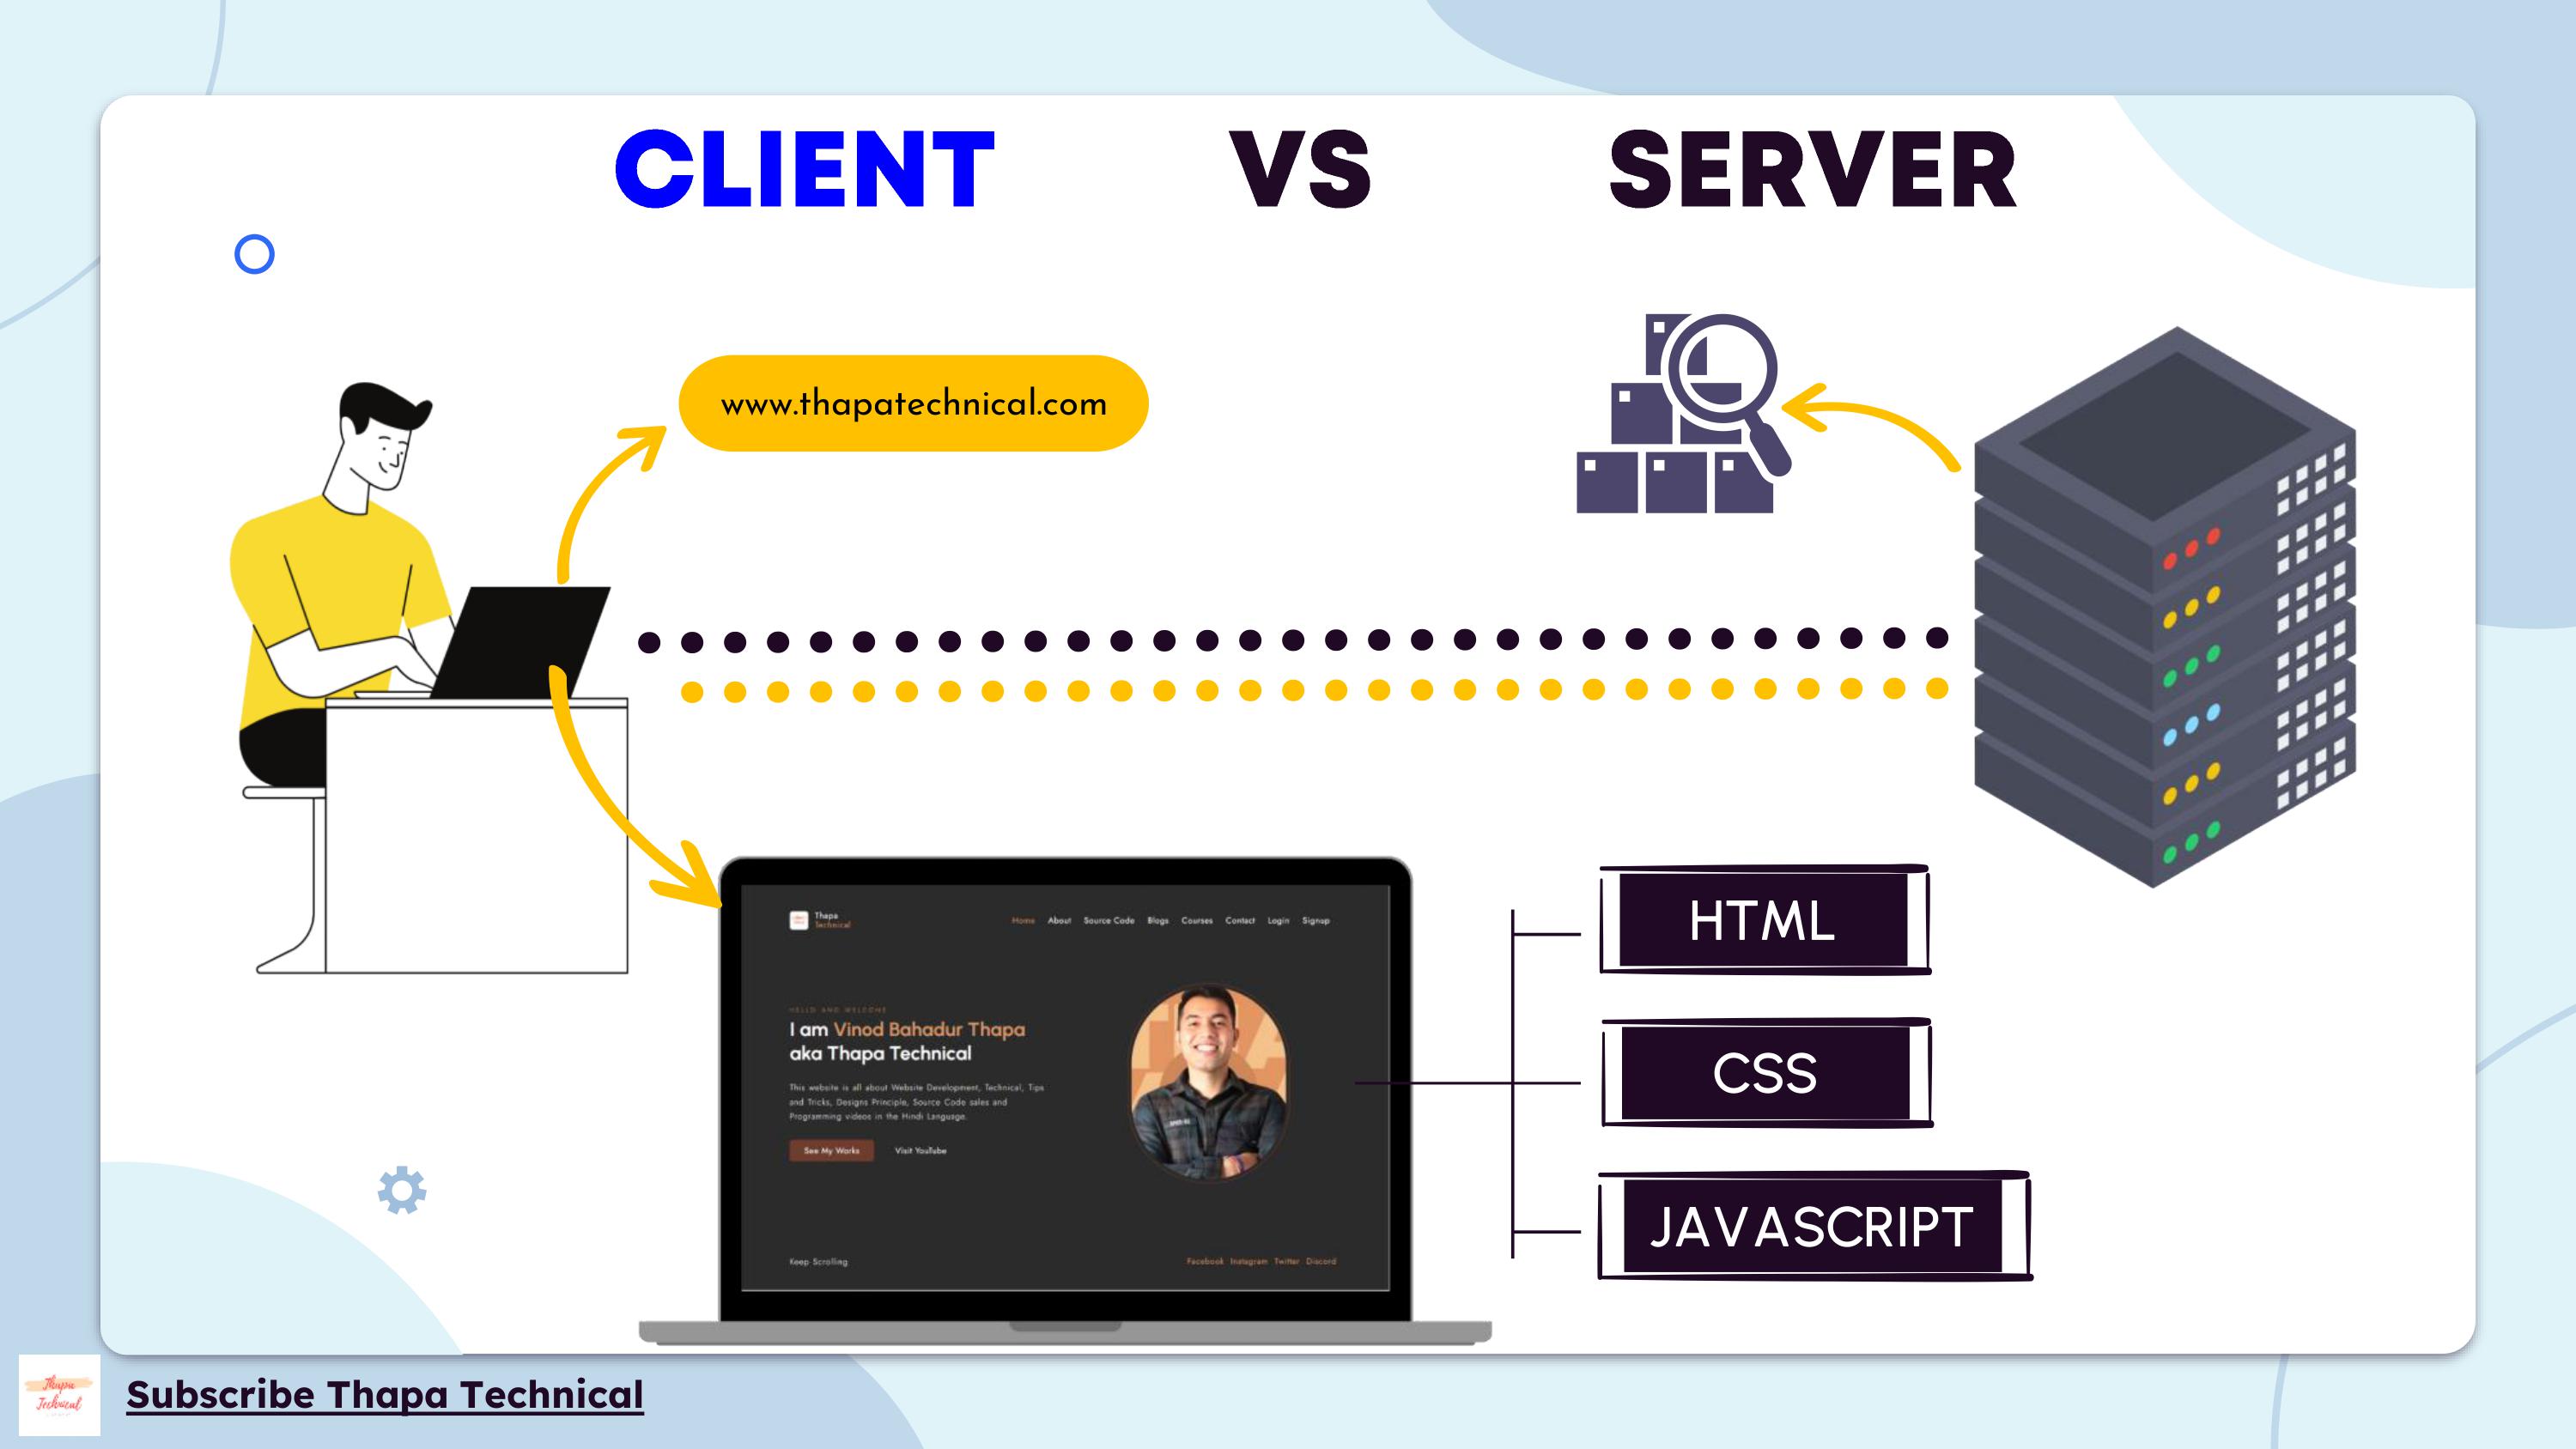 CLIENT VS SERVER
www.thapatechnical.com
Thapa
Technical
Home About Source Code Blogs Courses Contact Login Signup
HELLO AND WELCOME
I am Vinod Bahadur Thapa
aka Thapa Technical
This website is all about Website Development, Technical, Tips
and Tricks, Designs Principle, Source Code sales and
Programming videos in the Hindi Language.
See My Works Visit YouTube
Keep Scrolling
Facebook Instagram Twitter Discord
HTML
CSS
JAVASCRIPT
Thapa
Technical
Subscribe Thapa Technical